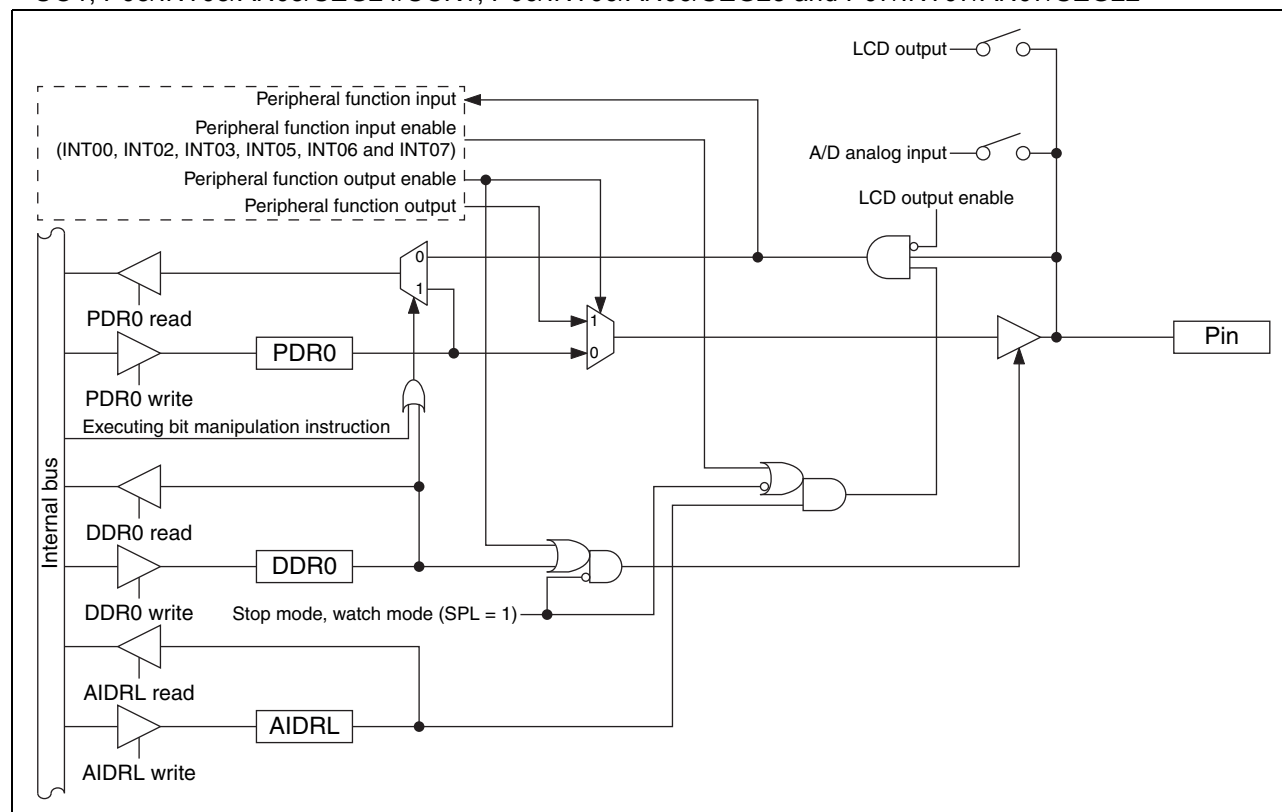 LCD output
Peripheral function input
Peripheral function input enable
(INT00, INT02, INT03, INT05, INT06 and INT07)
A/D analog input
Peripheral function output enable
LCD output enable
Peripheral function output
0
1
PDR0 read
1
0
PDR0
Pin
PDR0 write
Executing bit manipulation instruction
Internal bus
DDR0 read
DDR0
DDR0 write
Stop mode, watch mode (SPL = 1)
AIDRL read
AIDRL
AIDRL write